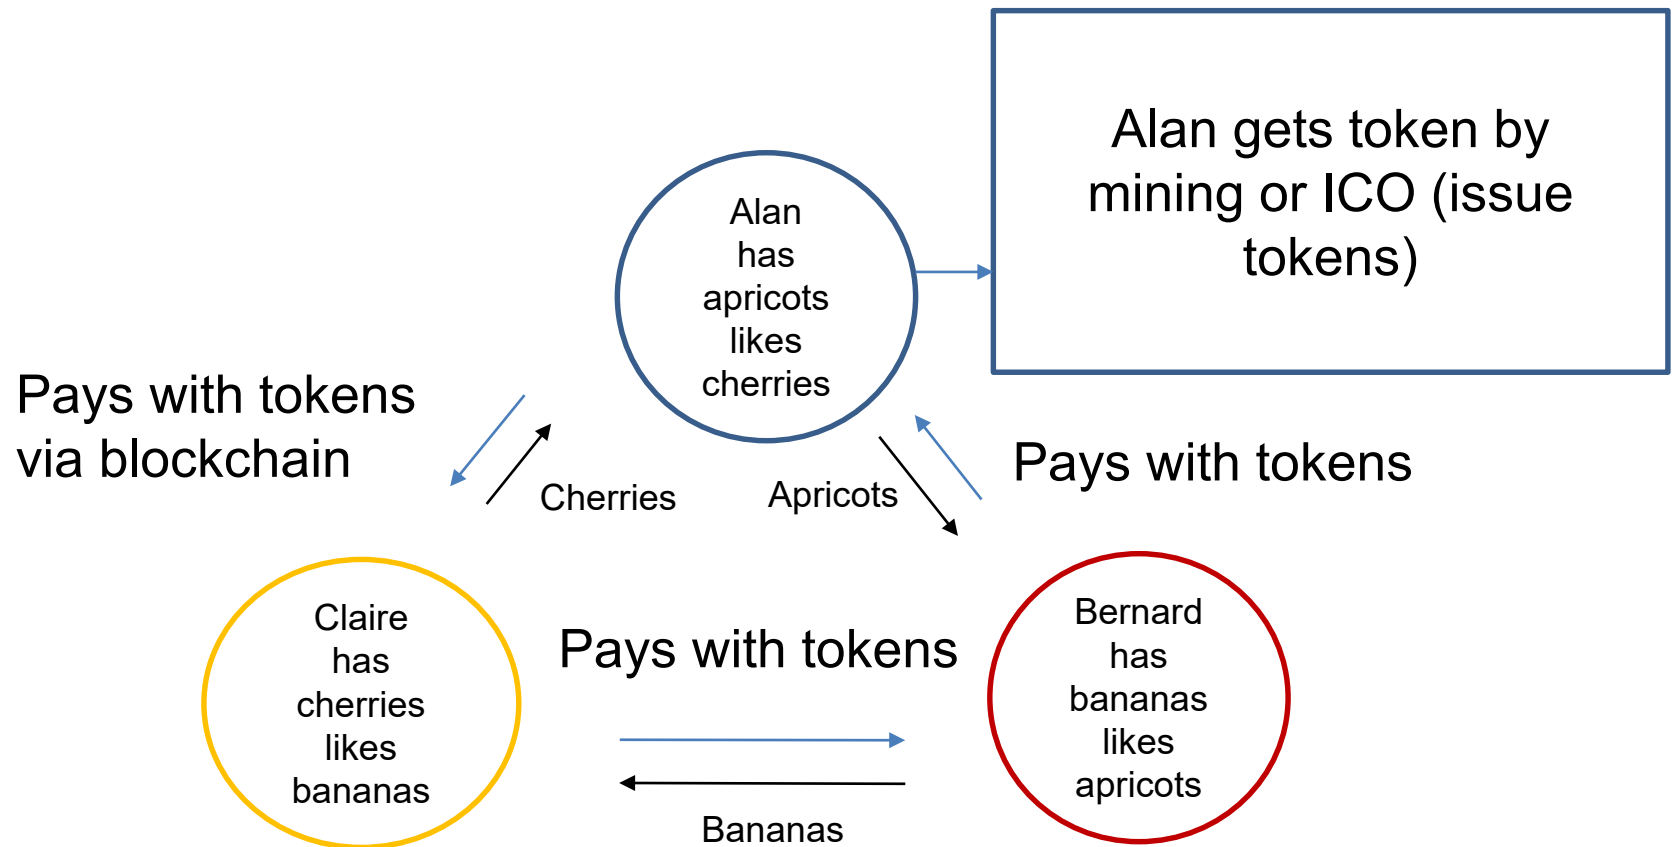 Alan gets token by
mining or ICO (issue
tokens)
Alan
has
apricots
likes
cherries
Pays with tokens
via blockchain
Pays with tokens
Cherries
Apricots
Claire
has
cherries
likes
bananas
Pays with tokens
Bernard
has
bananas
likes
apricots
Bananas